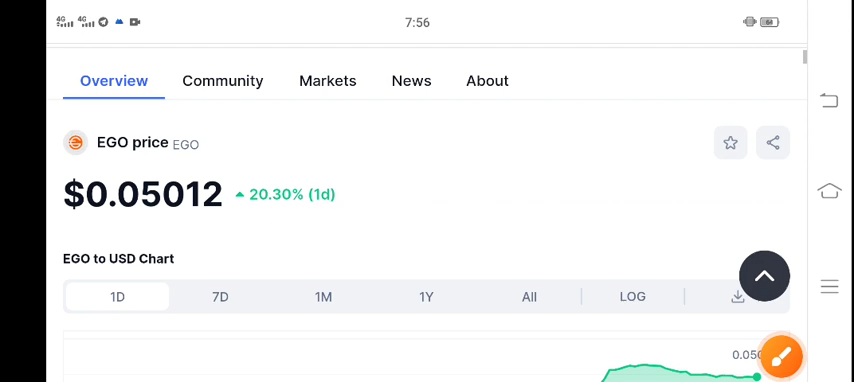 4G 4G 7:56 64
Overview Community Markets News About
EGO price EGO
$0.05012 20.30% (1d)
EGO to USD Chart
1D 7D 1M 1Y All LOG